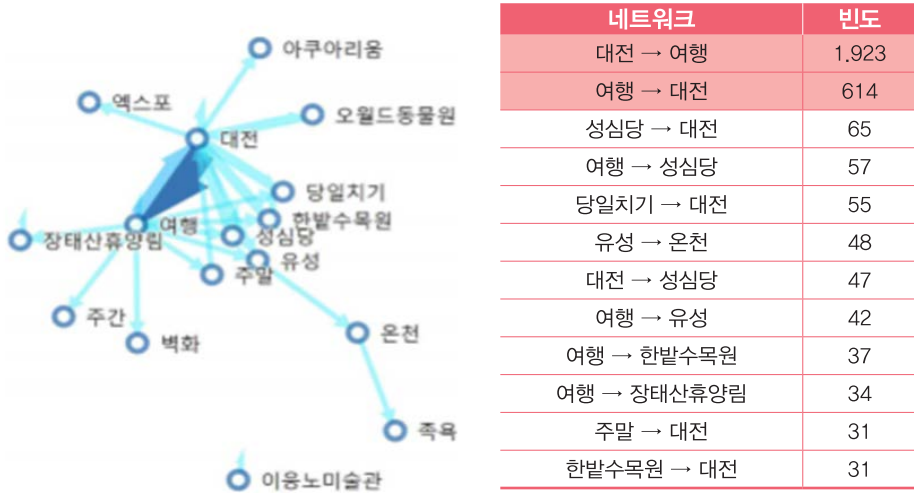 아쿠아리움
엑스포
오월드동물원
대전
당일치기
한밭수목원
여행
성심당
장태산휴양림
유성
주말
주간
온천
벽화
족욕
이응노미술관
네트워크 빈도
대전 → 여행 1.923
여행 → 대전 614
성심당 → 대전 65
여행 → 성심당 57
당일치기 → 대전 55
유성 → 온천 48
대전 → 성심당 47
여행 → 유성 42
여행 → 한밭수목원 37
여행 → 장태산휴양림 34
주말 → 대전 31
한밭수목원 → 대전 31